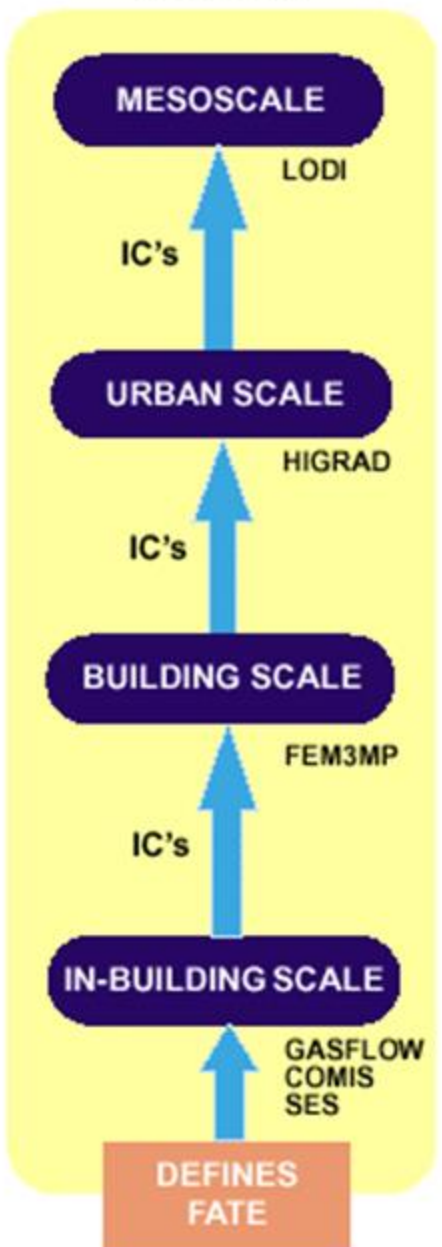 MESOSCALE
LODI
IC's
URBAN SCALE
HIGRAD
IC's
BUILDING SCALE
FEM3MP
IC's
IN-BUILDING SCALE
GASFLOW
COMIS
SES
DEFINES
FATE